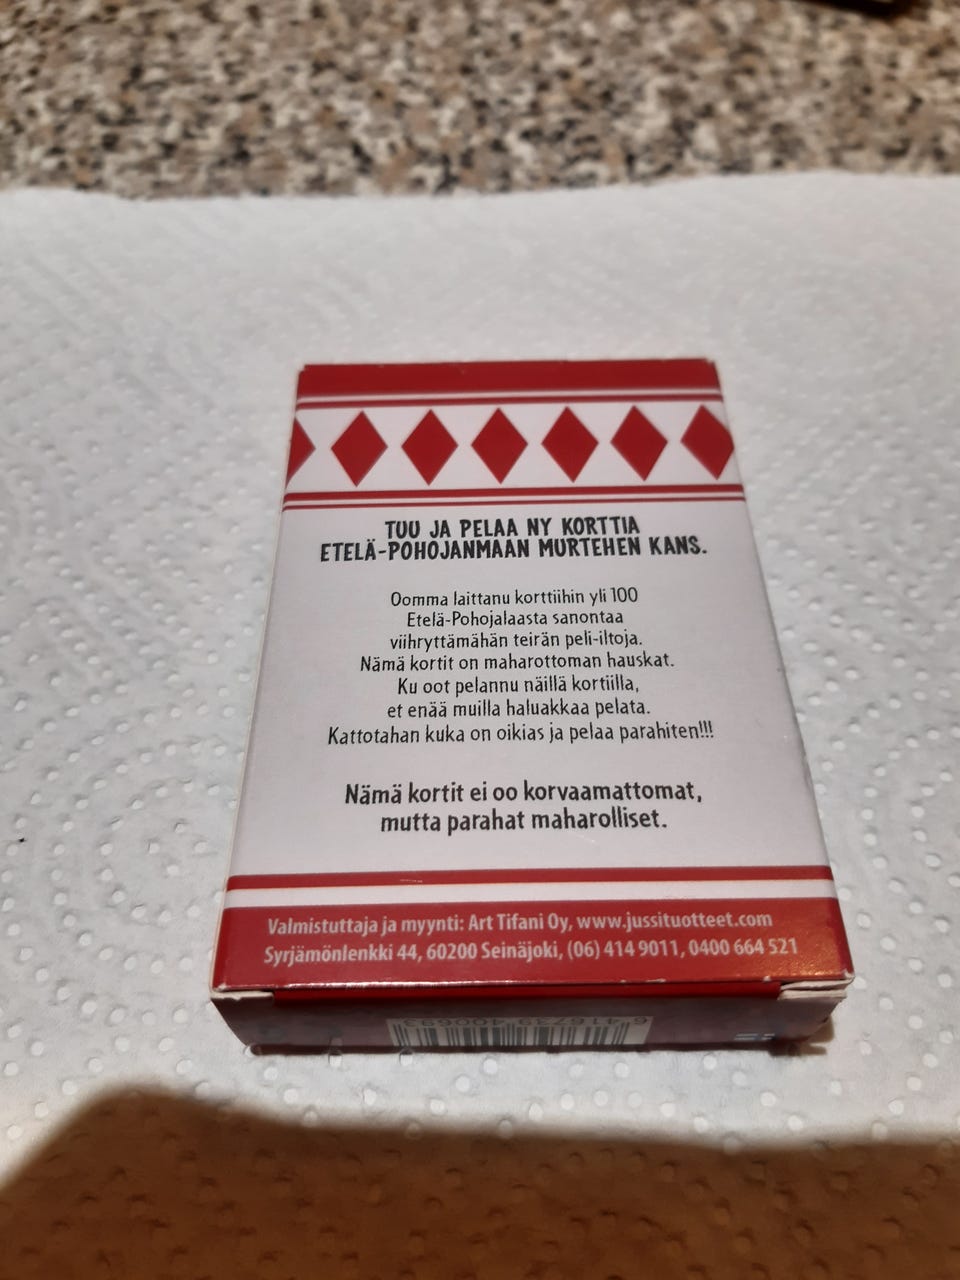 TUU JA PELAA NY KORTTIA
ETELÄ-POHOJANMAAN MURTEHEN KANS.
Oomma laittanu korttiihin yli 100
Etelä-Pohojalaasta sanontaa
viihryttämähän teirän peli-iltoja.
Nämä kortit on maharottoman hauskat.
Ku oot pelannu näillä kortiilla,
et enää muilla haluakkaa pelata.
Kattotahan kuka on oikias ja pelaa parahiten!!!
Nämä kortit ei oo korvaamattomat,
mutta parahat maharolliset.
Valmistuttaja ja myynti: Art Tifani Oy, www.jussituotteet.com
Syrjämönlenkki 44, 60200 Seinäjoki, (06) 414 9011, 0400 664 521
6 416739 400693